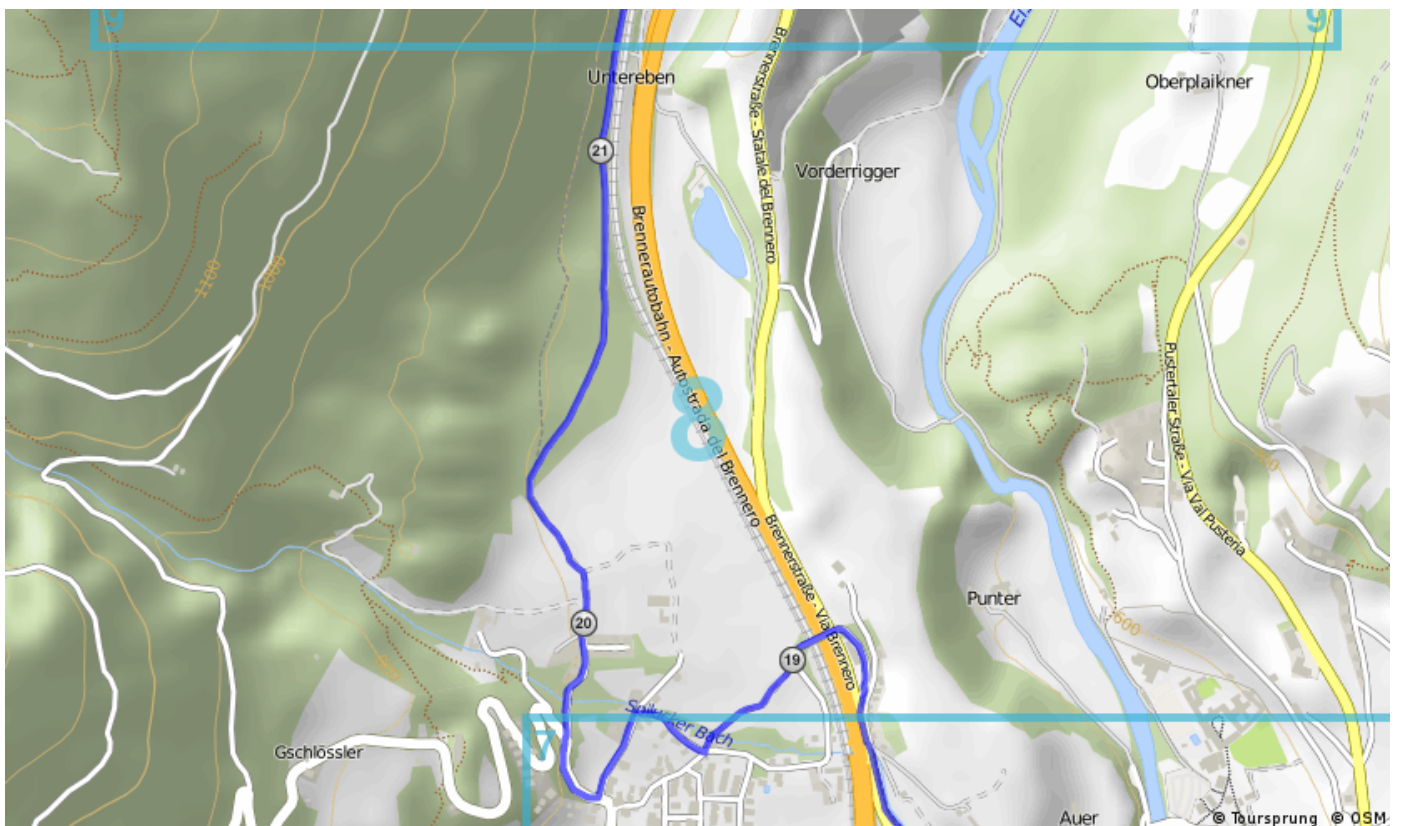 9
9
Untereben
Oberplaikner
21
Brennerstraße - Statale del Brennero
Vorderrigger
1100
1000
Brennerautobahn - Autostrada del Brennero
8
Pustertaler Straße - Via Val Pusteria
Brennerstraße - Via Brennero
Punter
600
20
19
7
Gschlössler
Auer
© Toursprung © OSM